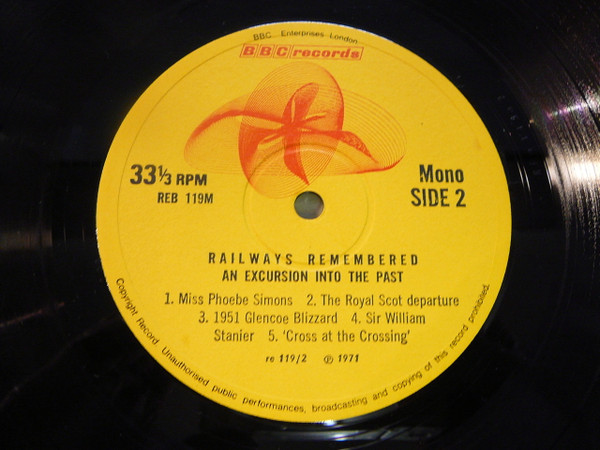 BBC Enterprises London
BBC records
33⅓ RPM
REB 119M
Mono
SIDE 2
RAILWAYS REMEMBERED
AN EXCURSION INTO THE PAST
1. Miss Phoebe Simons 2. The Royal Scot departure
3. 1951 Glencoe Blizzard 4. Sir William
Stanier 5. 'Cross at the Crossing'
re 119/2 ℗ 1971
Copyright Record. Unauthorised public performances, broadcasting and copying of this record prohibited.